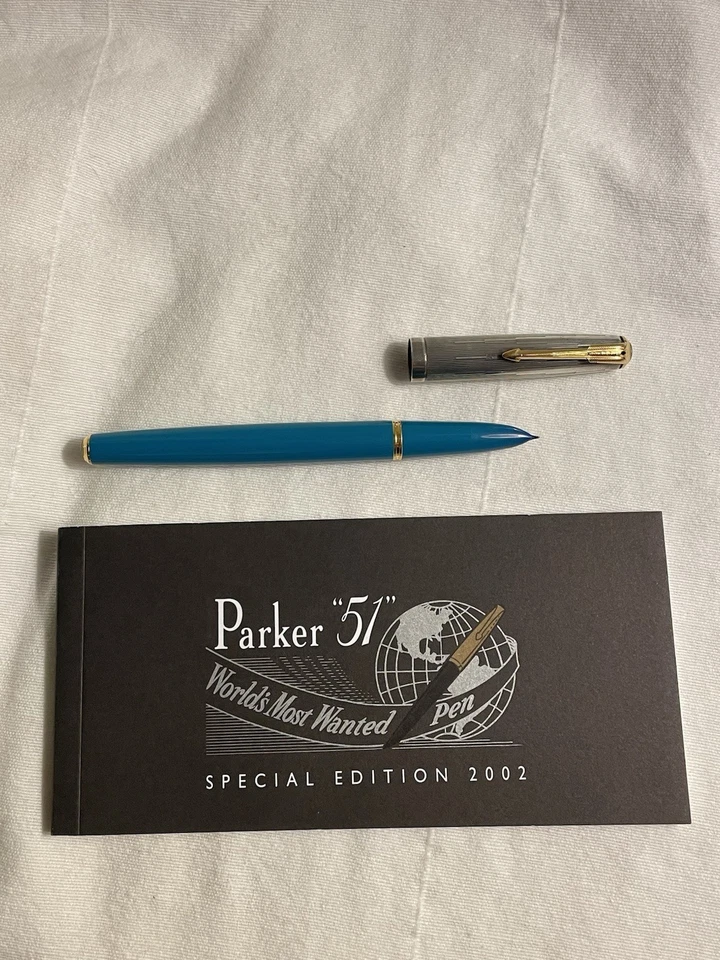 Parker “51”
World's Most Wanted Pen
SPECIAL EDITION 2002